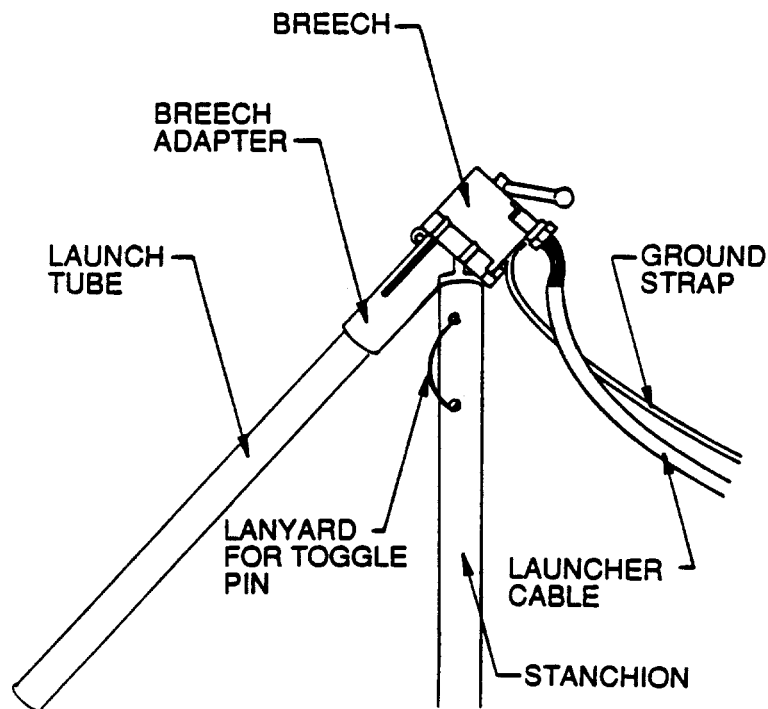 BREECH
BREECH
ADAPTER
LAUNCH
TUBE
GROUND
STRAP
LANYARD
FOR TOGGLE
PIN
LAUNCHER
CABLE
STANCHION